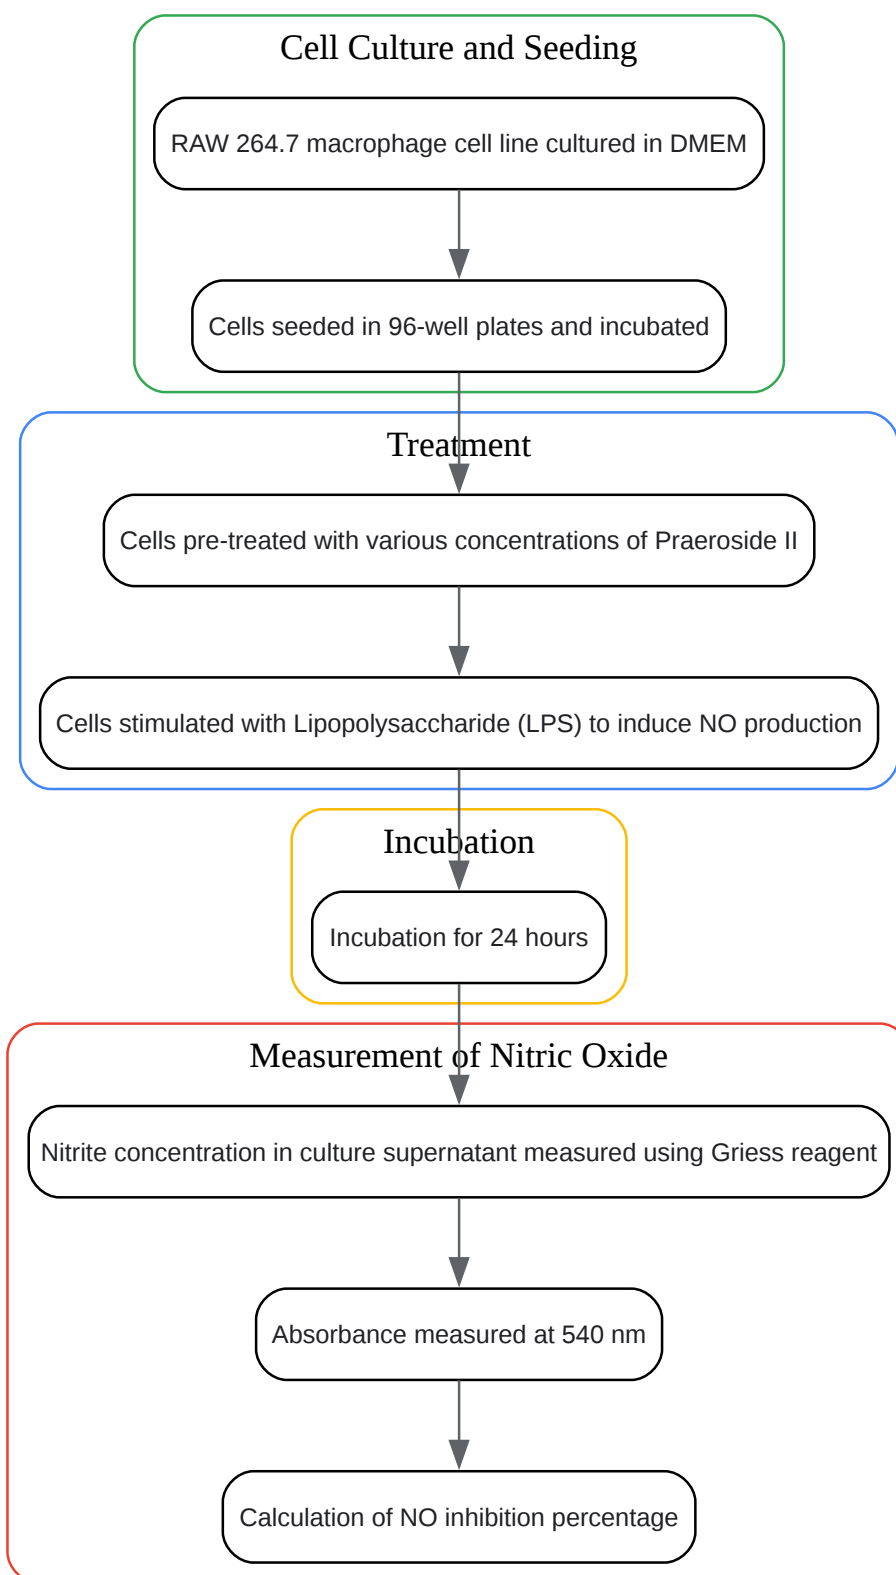 Cell Culture and Seeding
RAW 264.7 macrophage cell line cultured in DMEM
Cells seeded in 96-well plates and incubated
Treatment
Cells pre-treated with various concentrations of Praeroside II
Cells stimulated with Lipopolysaccharide (LPS) to induce NO production
Incubation
Incubation for 24 hours
Measurement of Nitric Oxide
Nitrite concentration in culture supernatant measured using Griess reagent
Absorbance measured at 540 nm
Calculation of NO inhibition percentage